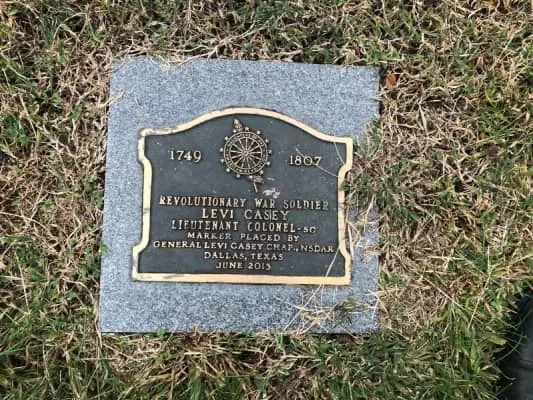 1749 1807
REVOLUTIONARY WAR SOLDIER
LEVI CASEY
LIEUTENANT COLONEL-SC
MARKER PLACED BY
GENERAL LEVI CASEY CHAP., NSDAR
DALLAS, TEXAS
JUNE 2013